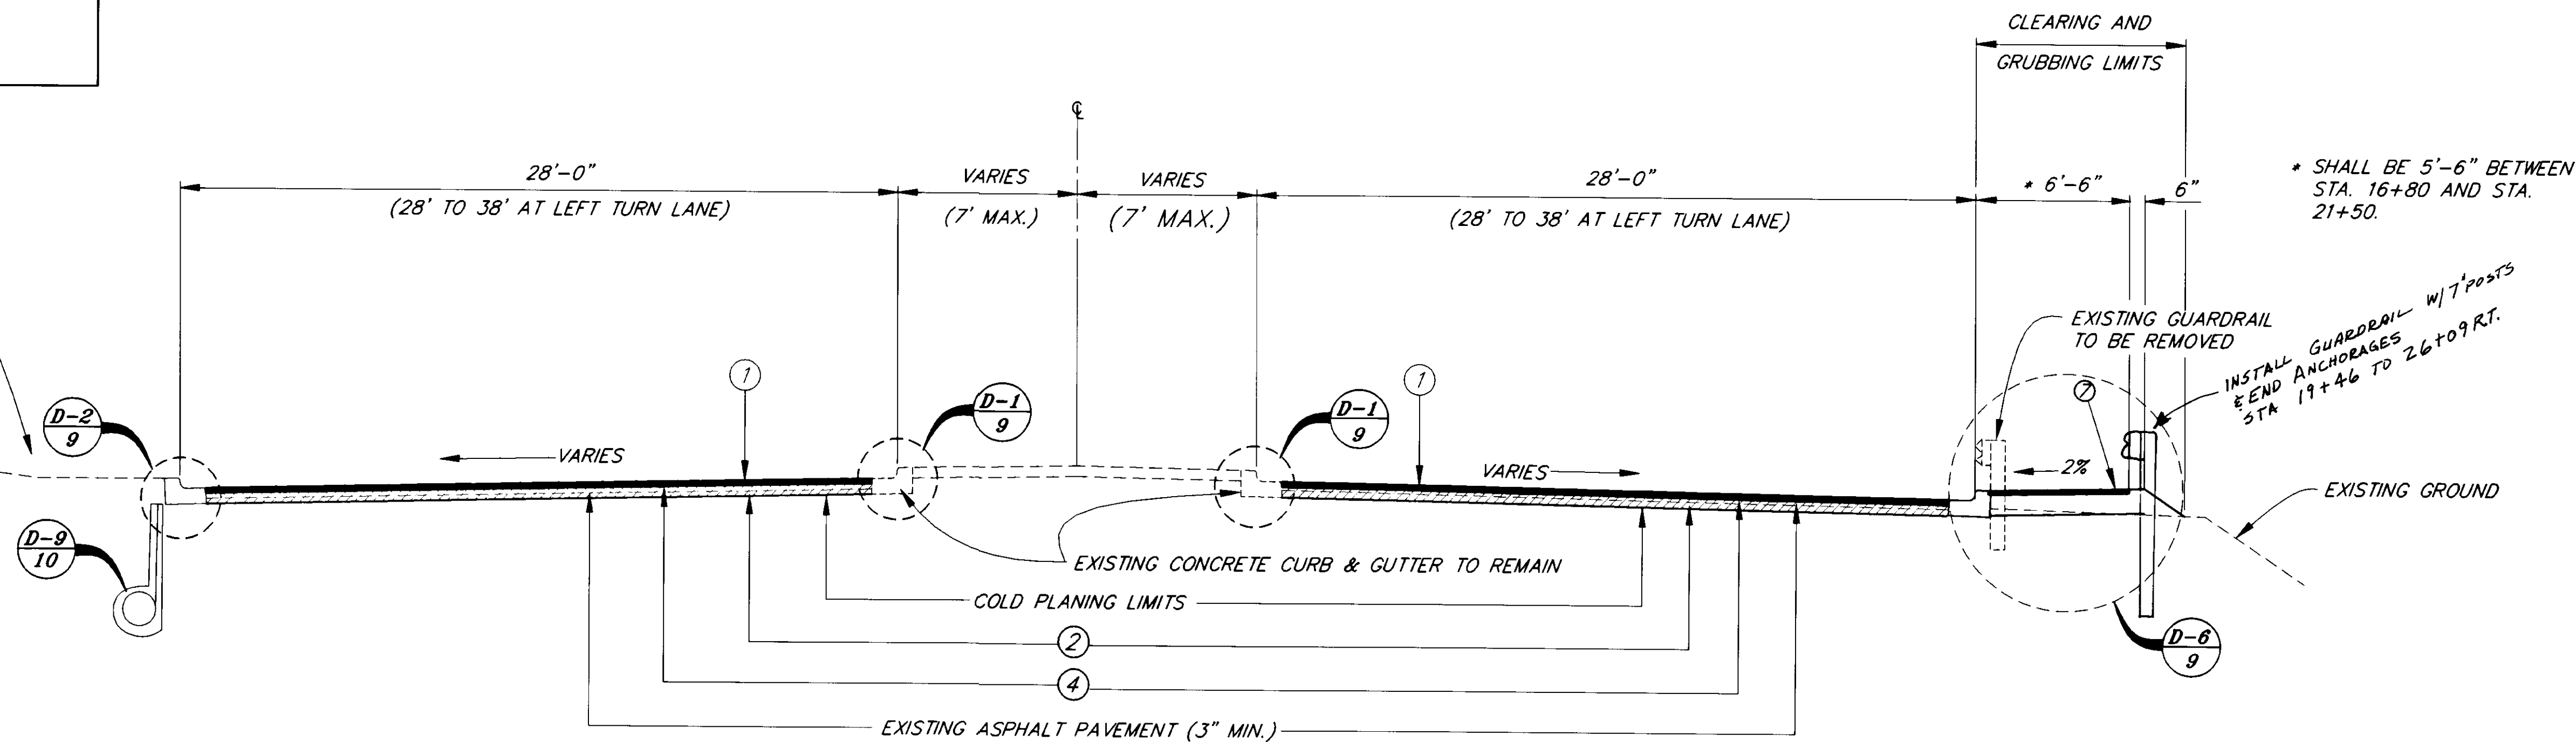 CLEARING AND
GRUBBING LIMITS
℄
28'-0"
(28' TO 38' AT LEFT TURN LANE)
VARIES
(7' MAX.)
VARIES
(7' MAX.)
28'-0"
(28' TO 38' AT LEFT TURN LANE)
* 6'-6"
6"
* SHALL BE 5'-6" BETWEEN
STA. 16+80 AND STA.
21+50.
EXISTING GUARDRAIL
TO BE REMOVED
INSTALL GUARDRAIL W/7' POSTS
& END ANCHORAGES
STA 19+46 TO 26+09 RT.
1
1
7
D-2
9
D-1
9
D-1
9
VARIES
VARIES
2%
EXISTING GROUND
D-9
10
EXISTING CONCRETE CURB & GUTTER TO REMAIN
COLD PLANING LIMITS
2
4
D-6
9
EXISTING ASPHALT PAVEMENT (3" MIN.)